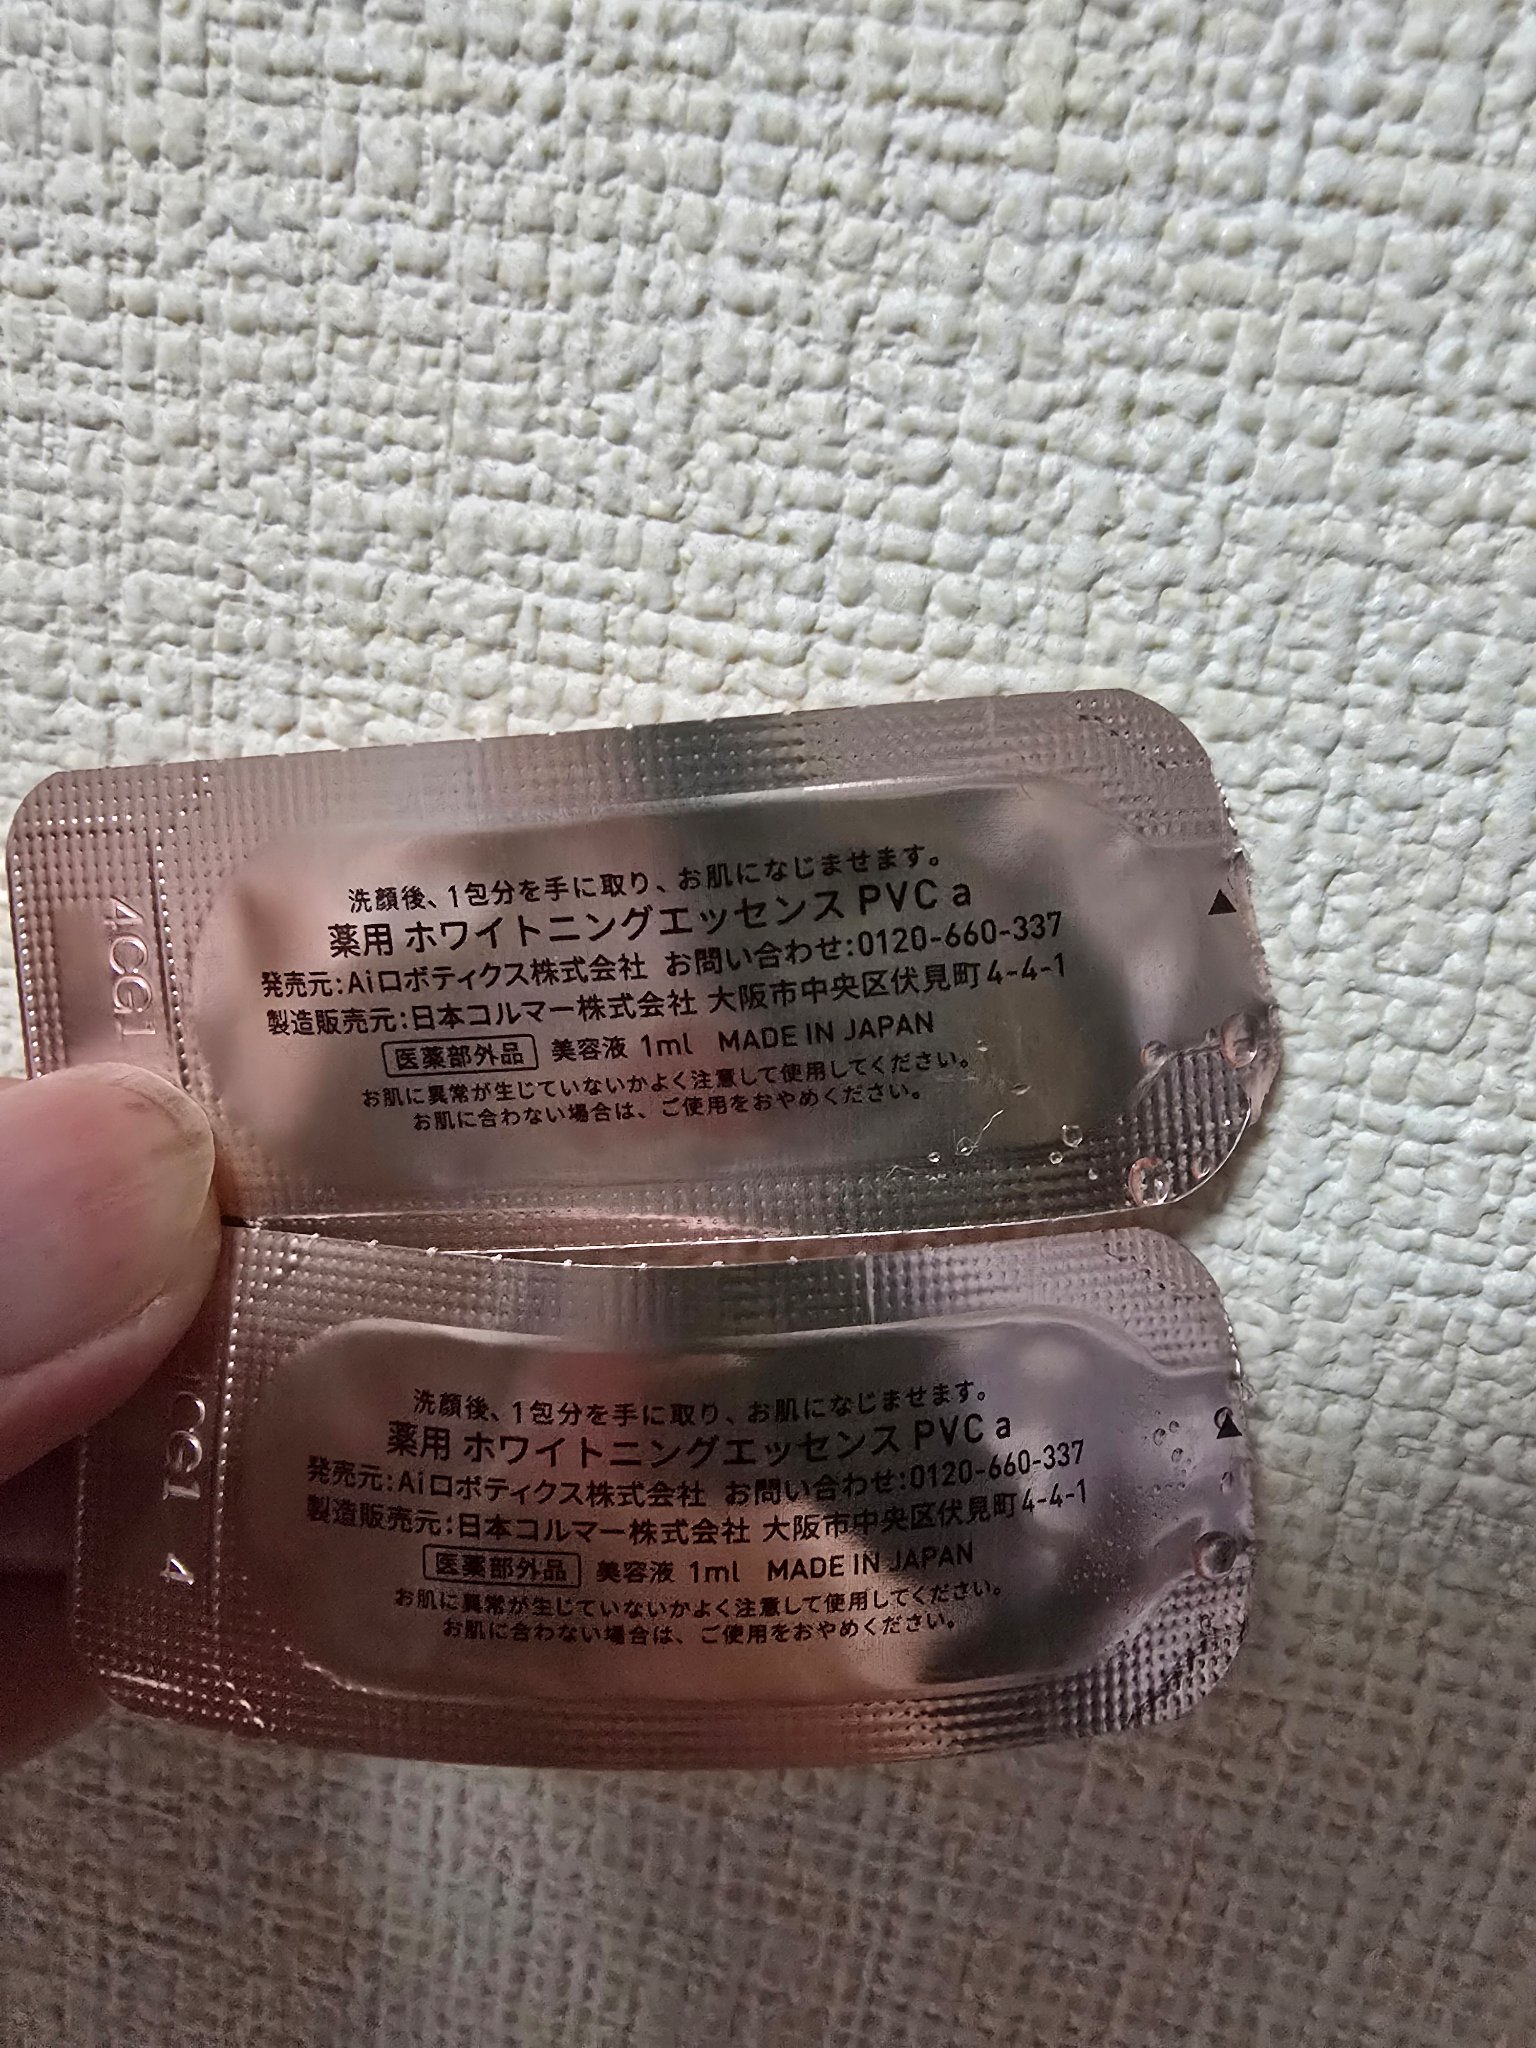 洗顔後、1包分を手に取り、お肌になじませます。
薬用 ホワイトニングエッセンス PVC a
発売元:Aiロボティクス株式会社 お問い合わせ:0120-660-337
製造販売元:日本コルマー株式会社 大阪市中央区伏見町4-4-1
医薬部外品 美容液 1ml MADE IN JAPAN
お肌に異常が生じていないかよく注意して使用してください。
お肌に合わない場合は、ご使用をおやめください。
▲
4CG1
洗顔後、1包分を手に取り、お肌になじませます。
薬用 ホワイトニングエッセンス PVC a
発売元:Aiロボティクス株式会社 お問い合わせ:0120-660-337
製造販売元:日本コルマー株式会社 大阪市中央区伏見町4-4-1
医薬部外品 美容液 1ml MADE IN JAPAN
お肌に異常が生じていないかよく注意して使用してください。
お肌に合わない場合は、ご使用をおやめください。
▲
CG1 4